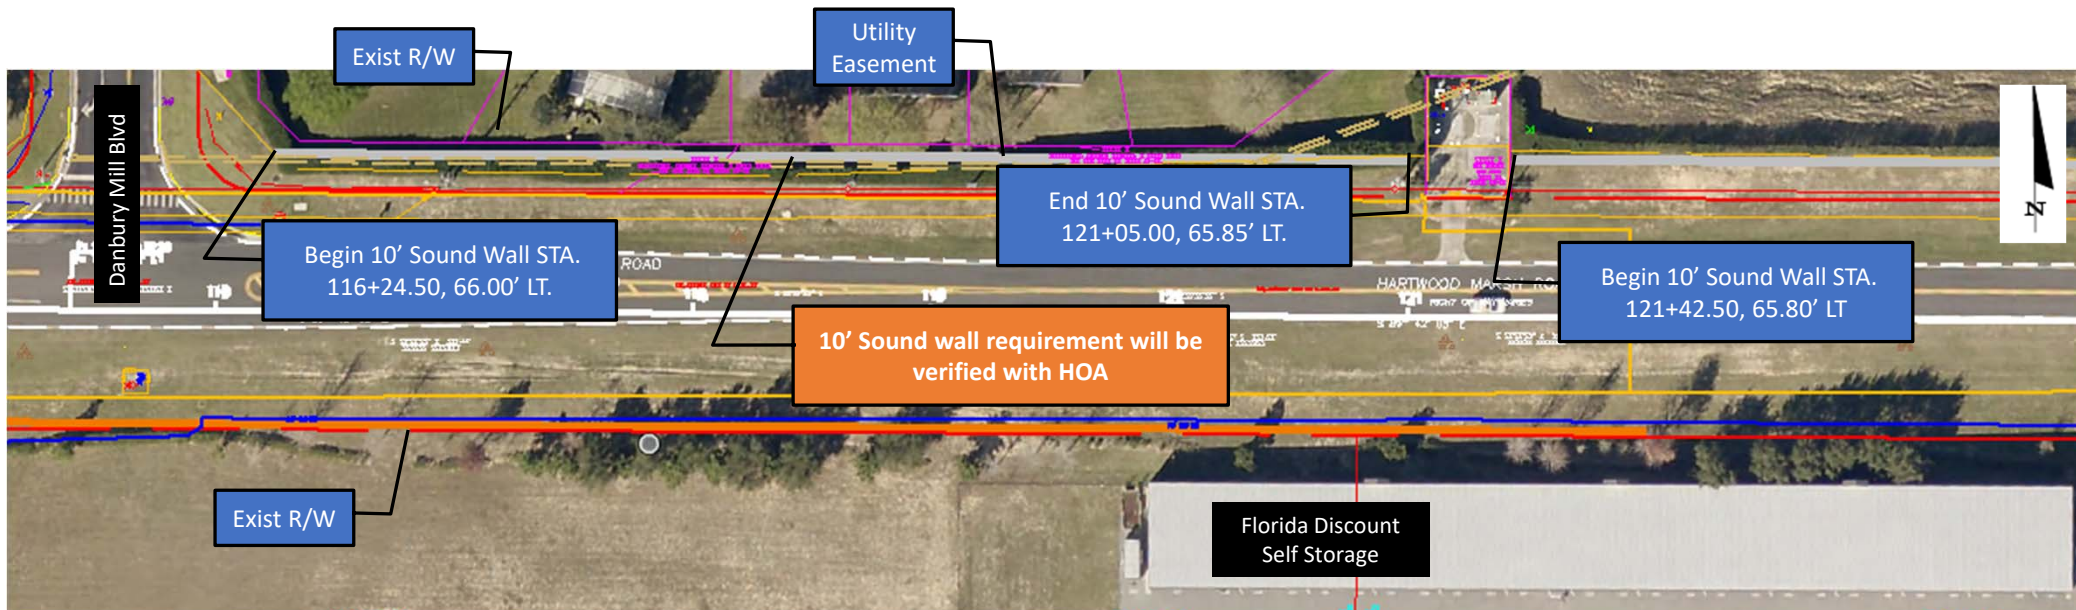 Exist R/W
Utility
Easement
Danbury Mill Blvd
Begin 10’ Sound Wall STA.
116+24.50, 66.00’ LT.
ROAD
End 10’ Sound Wall STA.
121+05.00, 65.85’ LT.
HARTWOOD MARSH
Begin 10’ Sound Wall STA.
121+42.50, 65.80’ LT
10’ Sound wall requirement will be
verified with HOA
Exist R/W
Florida Discount
Self Storage
N